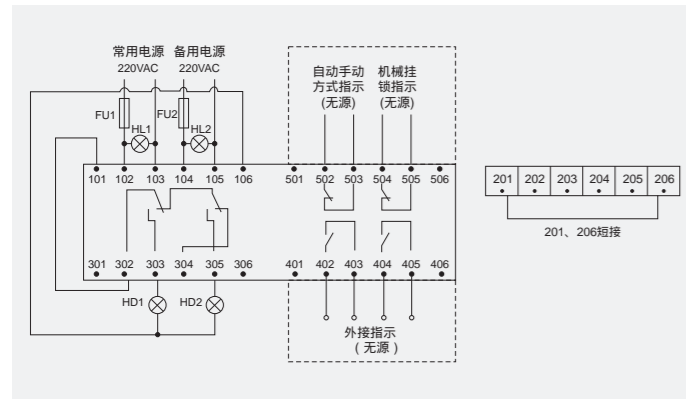 常用电源 备用电源
220VAC 220VAC
自动手动 机械挂
方式指示 锁指示
(无源) (无源)
FU1 FU2
HL1 HL2
101 102 103 104 105 106 501 502 503 504 505 506
201 202 203 204 205 206
201、206短接
301 302 303 304 305 306 401 402 403 404 405 406
HD1 HD2
外接指示
(无源)